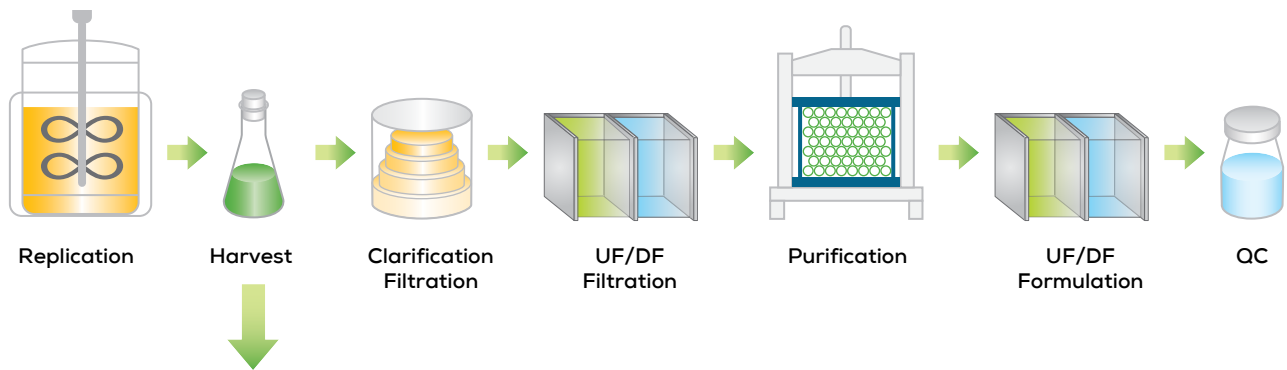 Replication
Harvest
Clarification
Filtration
UF/DF
Filtration
Purification
UF/DF
Formulation
QC